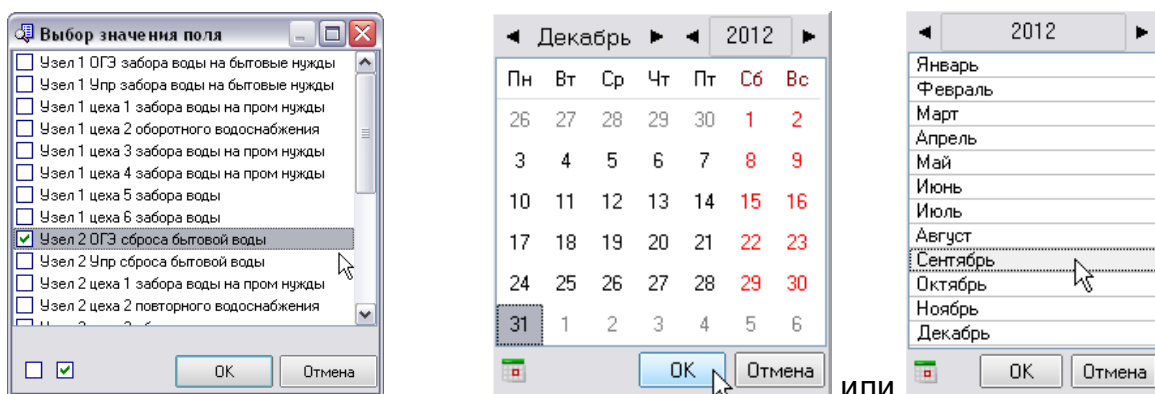 Выбор значения поля
Узел 1 ОГЭ забора воды на бытовые нужды
Узел 1 Упр забора воды на бытовые нужды
Узел 1 цеха 1 забора воды на пром нужды
Узел 1 цеха 2 оборотного водоснабжения
Узел 1 цеха 3 забора воды на пром нужды
Узел 1 цеха 4 забора воды на пром нужды
Узел 1 цеха 5 забора воды
Узел 1 цеха 6 забора воды
Узел 2 ОГЭ сброса бытовой воды
Узел 2 Упр сброса бытовой воды
Узел 2 цеха 1 забора воды на пром нужды
Узел 2 цеха 2 повторного водоснабжения
OK Отмена
Декабрь 2012
Пн Вт Ср Чт Пт Сб Вс
26 27 28 29 30 1 2
3 4 5 6 7 8 9
10 11 12 13 14 15 16
17 18 19 20 21 22 23
24 25 26 27 28 29 30
31 1 2 3 4 5 6
OK Отмена
или
2012
Январь
Февраль
Март
Апрель
Май
Июнь
Июль
Август
Сентябрь
Октябрь
Ноябрь
Декабрь
OK Отмена